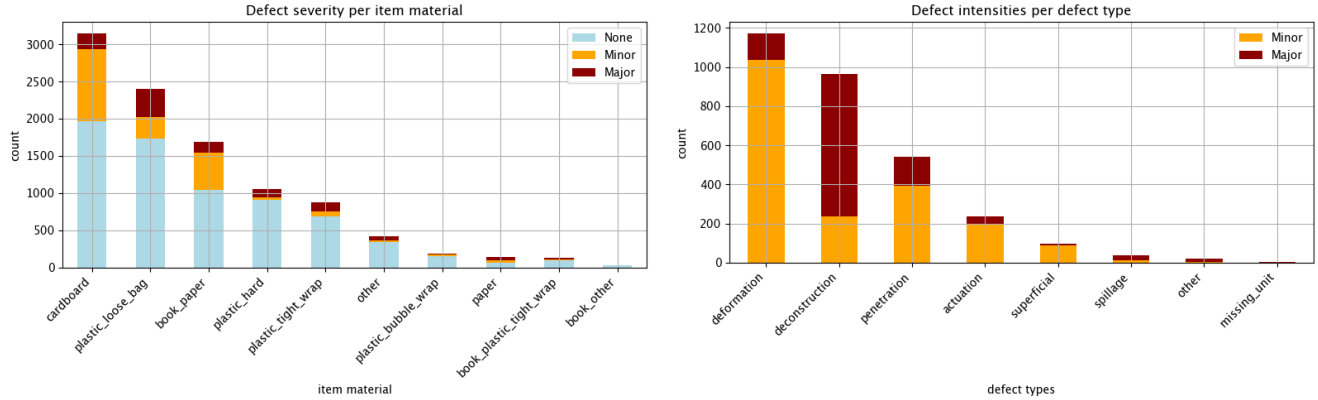 Defect severity per item material
None
Minor
Major
count
3000
2500
2000
1500
1000
500
0
cardboard
plastic_loose_bag
book_paper
plastic_hard
plastic_tight_wrap
other
plastic_bubble_wrap
paper
book_plastic_tight_wrap
book_other
item material
Defect intensities per defect type
Minor
Major
count
1200
1000
800
600
400
200
0
deformation
deconstruction
penetration
actuation
superficial
spillage
other
missing_unit
defect types